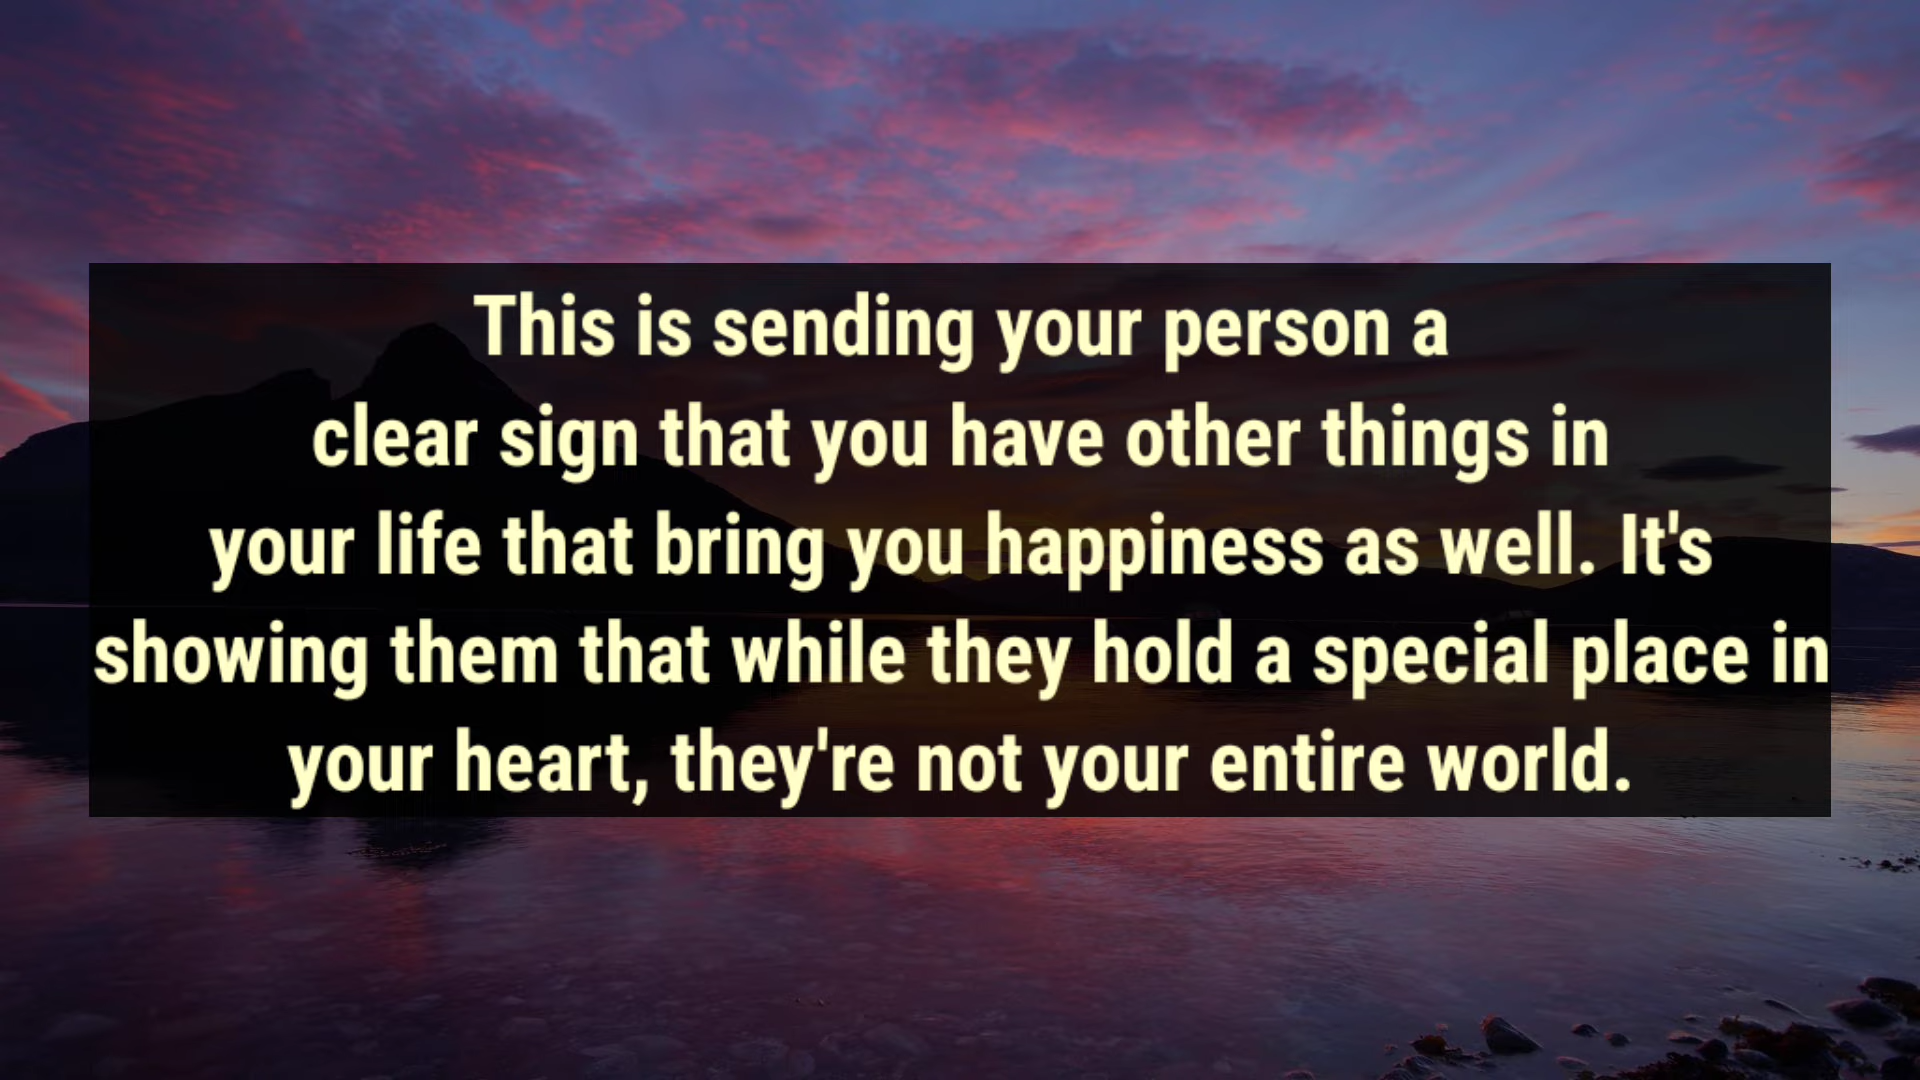 This is sending your person a
clear sign that you have other things in
your life that bring you happiness as well. It's
showing them that while they hold a special place in
your heart, they're not your entire world.